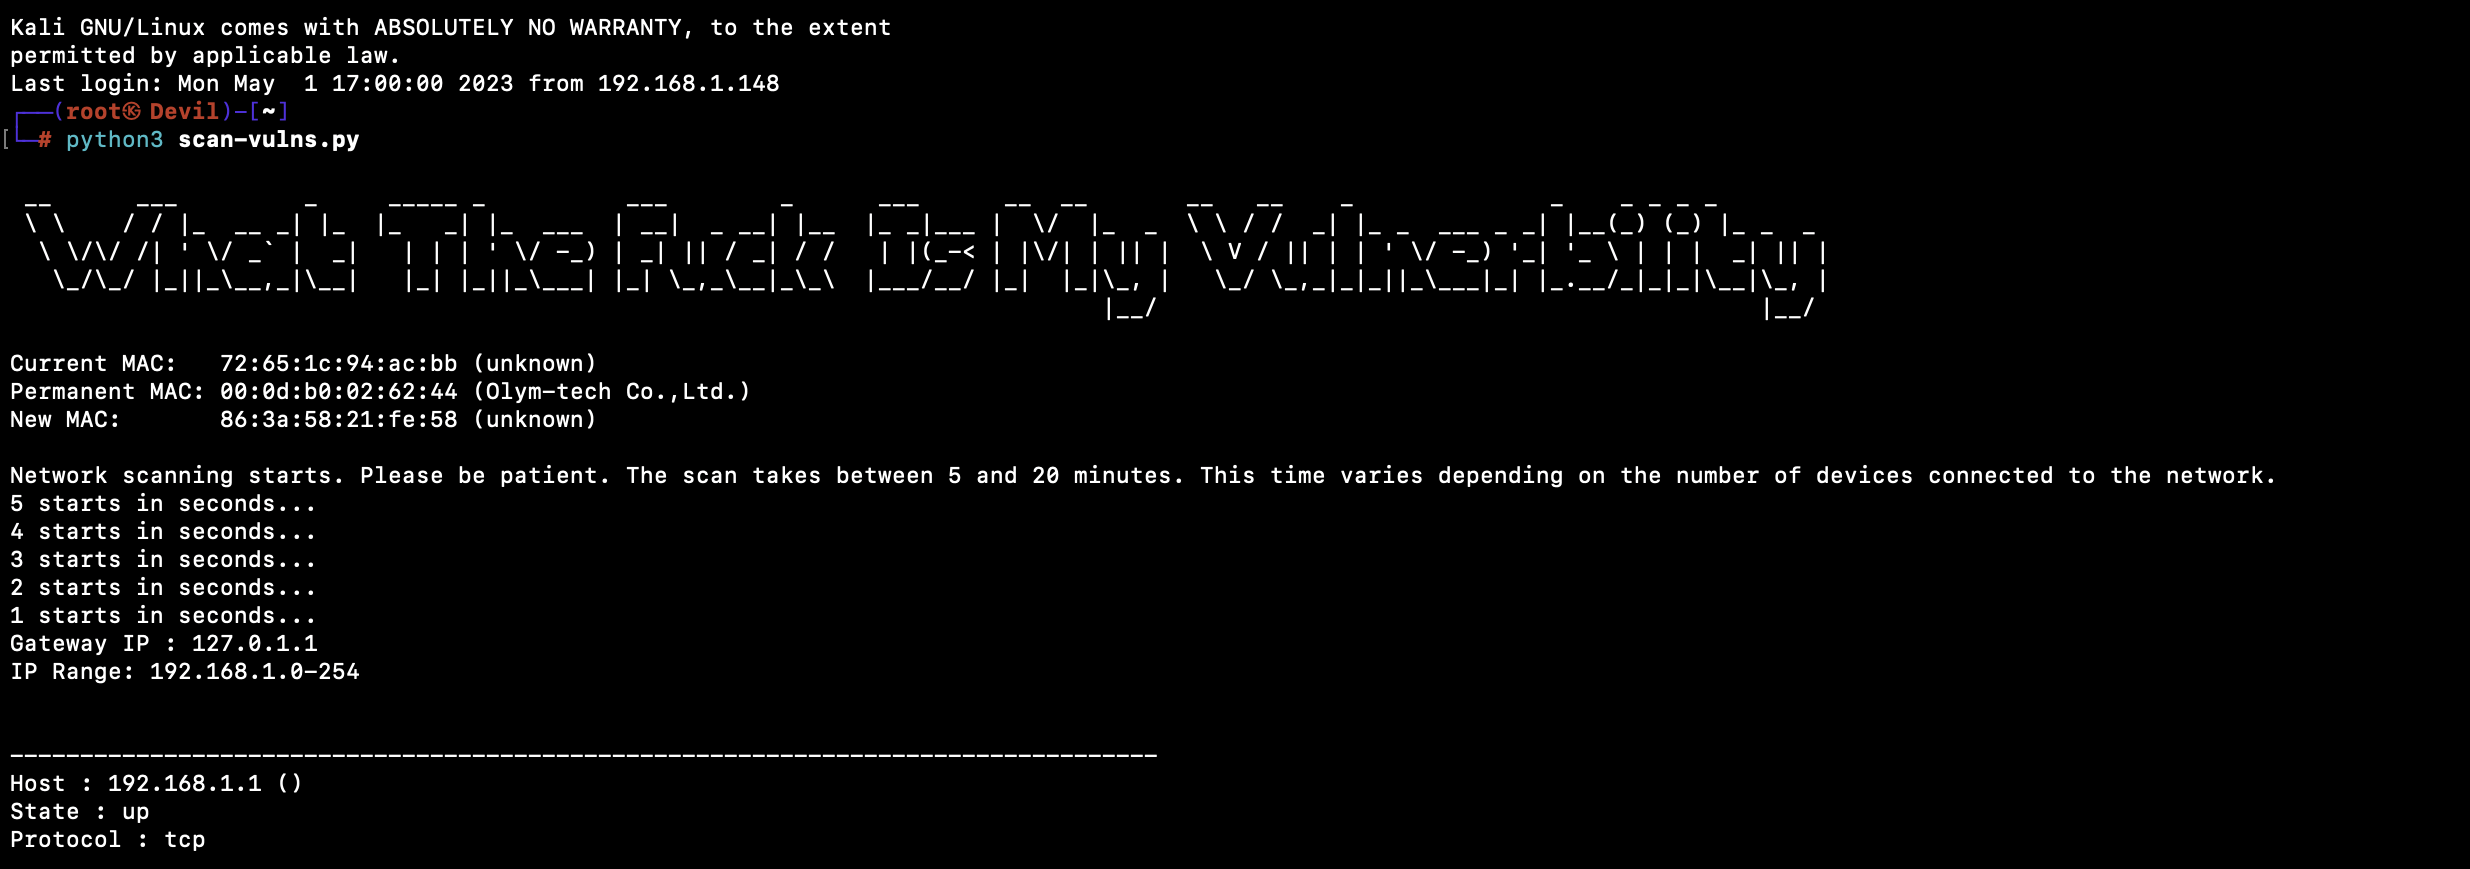 Kali GNU/Linux comes with ABSOLUTELY NO WARRANTY, to the extent
permitted by applicable law.
Last login: Mon May  1 17:00:00 2023 from 192.168.1.148
┌──(root㉿Devil)-[~]
└─# python3 scan-vulns.py
What The Fuck Is My Vulnerbility
Current MAC:   72:65:1c:94:ac:bb (unknown)
Permanent MAC: 00:0d:b0:02:62:44 (Olym-tech Co.,Ltd.)
New MAC:       86:3a:58:21:fe:58 (unknown)
Network scanning starts. Please be patient. The scan takes between 5 and 20 minutes. This time varies depending on the number of devices connected to the network.
5 starts in seconds...
4 starts in seconds...
3 starts in seconds...
2 starts in seconds...
1 starts in seconds...
Gateway IP : 127.0.1.1
IP Range: 192.168.1.0-254
----------------------------------------------------------------------------------
Host : 192.168.1.1 ()
State : up
Protocol : tcp